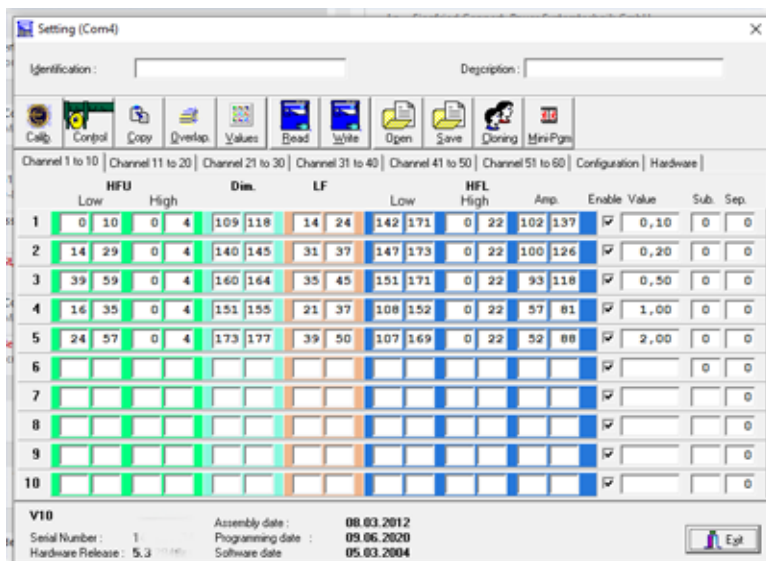 Setting (Com4)
Identification : Description :
Calib. Control Copy Overlap. Values Read Write Open Save Cloning Mini-Pgm
Channel 1 to 10 Channel 11 to 20 Channel 21 to 30 Channel 31 to 40 Channel 41 to 50 Channel 51 to 60 Configuration Hardware
HFU Dim. LF HFL
Low High Low High Amp. Enable Value Sub. Sep.
1 0 10 0 4 109 118 14 24 142 171 0 22 102 137 0,10 0 0
2 14 29 0 4 140 145 31 37 147 173 0 22 100 126 0,20 0 0
3 39 59 0 4 160 164 35 45 151 171 0 22 93 118 0,50 0 0
4 16 35 0 4 151 155 21 37 108 152 0 22 57 81 1,00 0 0
5 24 57 0 4 173 177 39 50 107 169 0 22 52 88 2,00 0 0
6 0 0
7 0
8 0
9 0
10 0
V10
Assembly date : 08.03.2012
Serial Number : 1 Programming date : 09.06.2020
Hardware Release : 5.3 Software date 05.03.2004
Exit